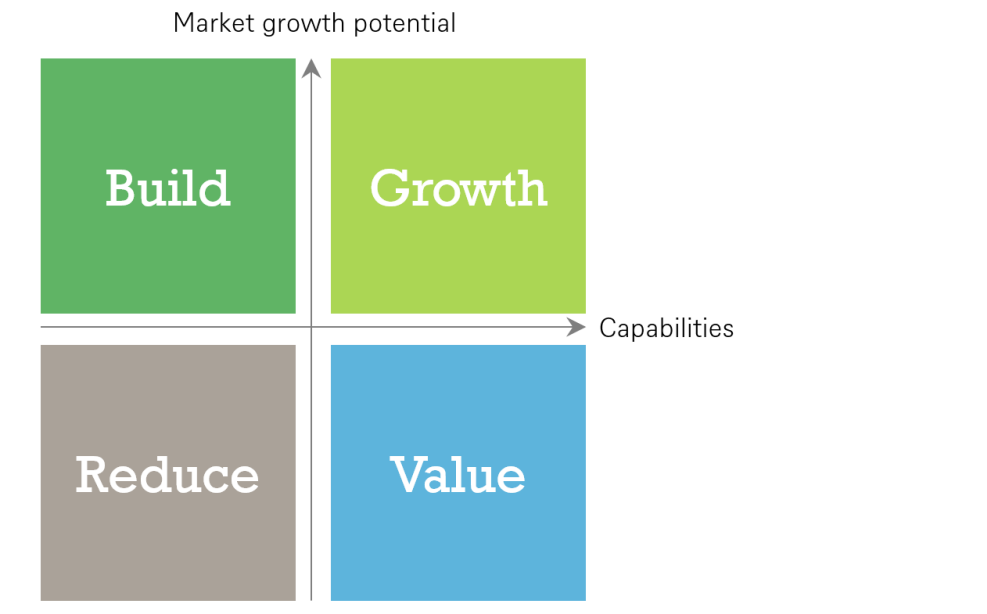 Market growth potential
Build
Growth
Capabilities
Reduce
Value